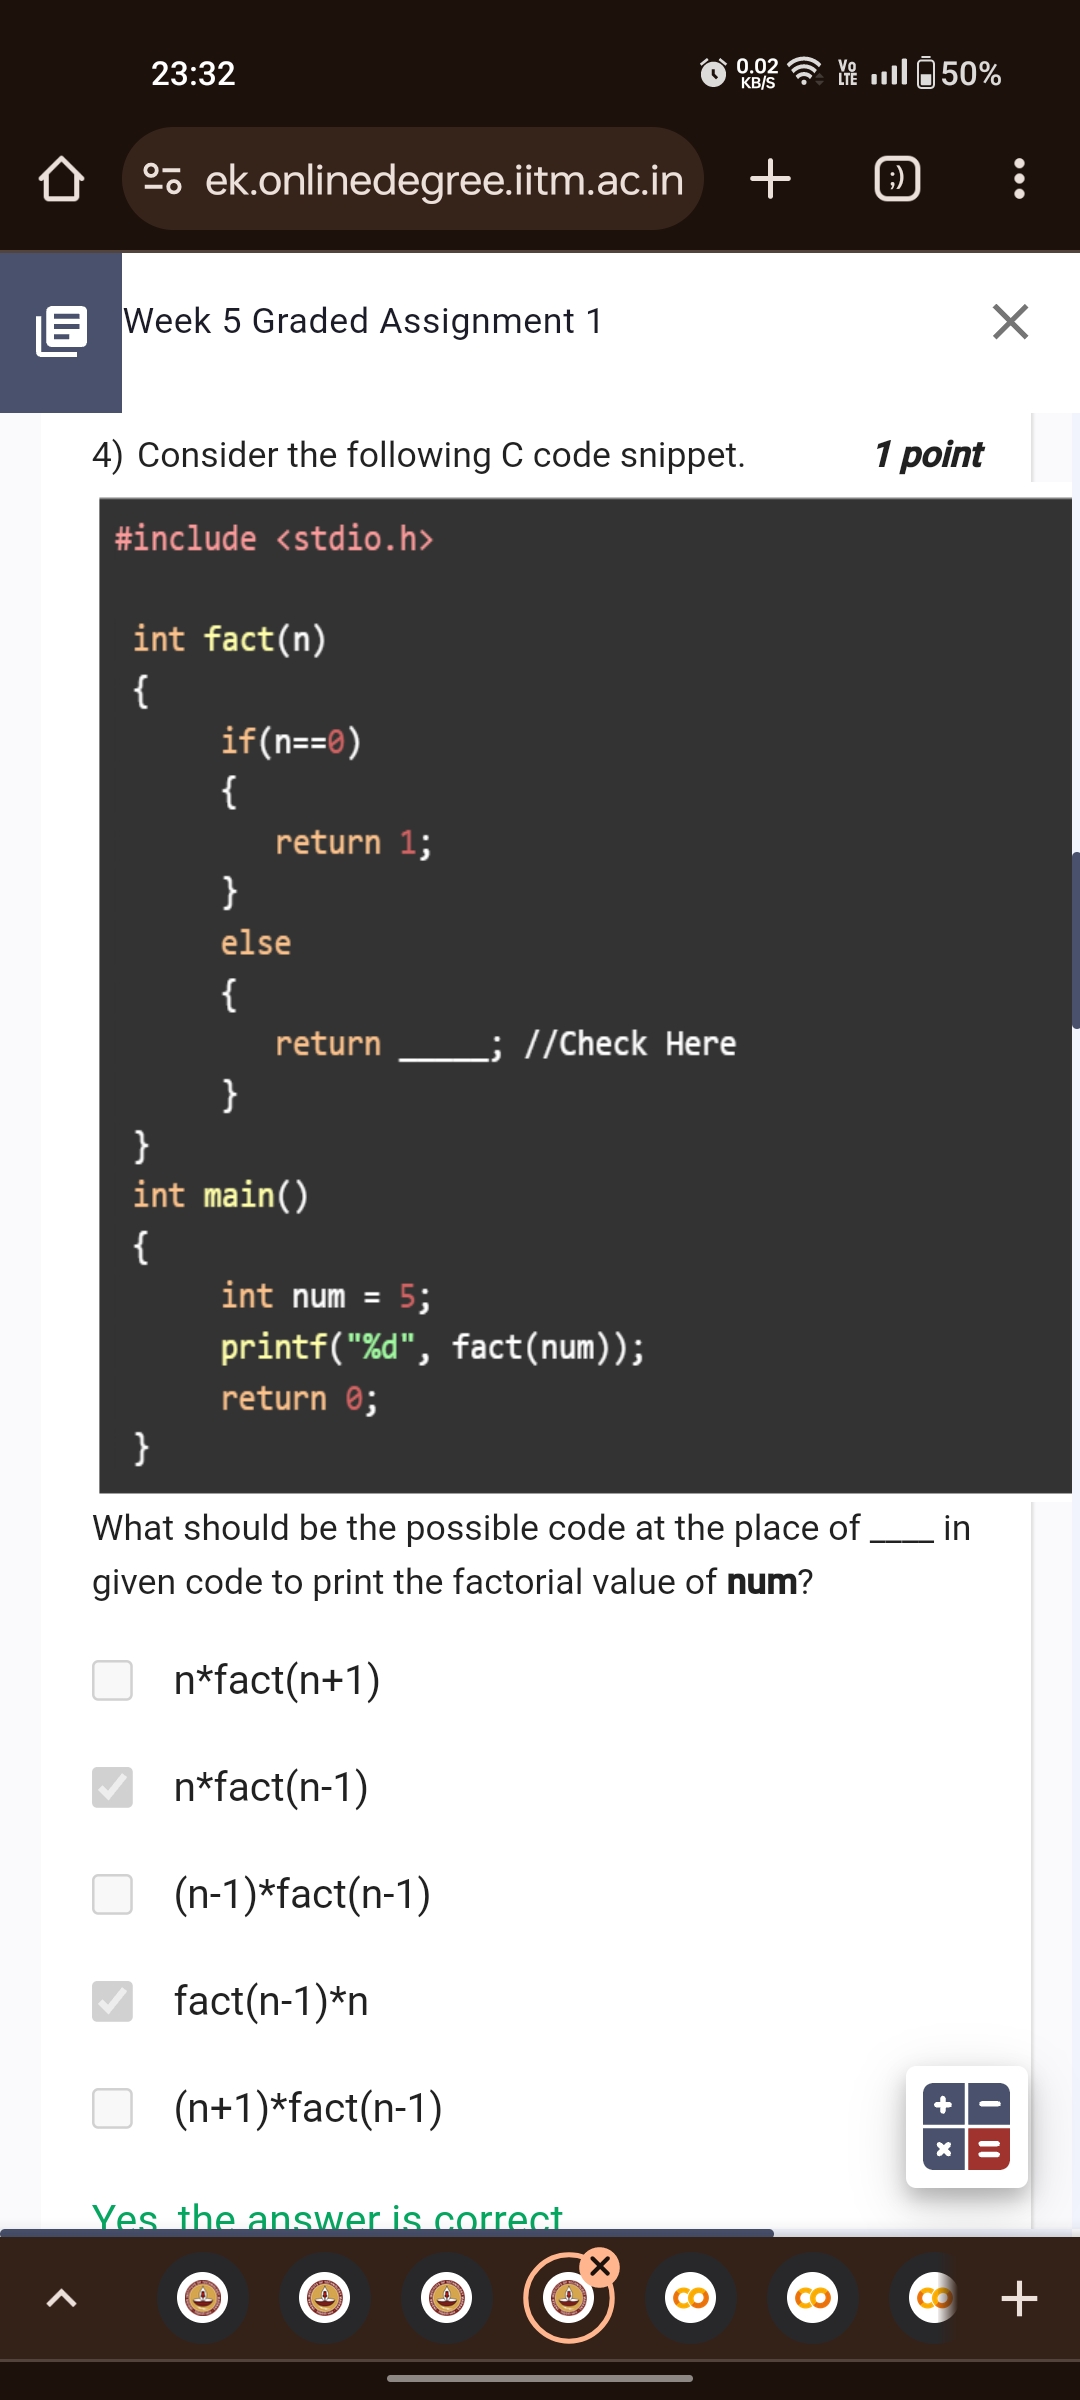 23:32
0.02
KB/S
Vo
LTE
50%
ek.onlinedegree.iitm.ac.in
:)
Week 5 Graded Assignment 1
4) Consider the following C code snippet.
1 point
#include <stdio.h>
int fact(n)
{
if(n==0)
{
return 1;
}
else
{
return _____; //Check Here
}
}
int main()
{
int num = 5;
printf("%d", fact(num));
return 0;
}
What should be the possible code at the place of ____ in
given code to print the factorial value of num?
n*fact(n+1)
n*fact(n-1)
(n-1)*fact(n-1)
fact(n-1)*n
(n+1)*fact(n-1)
Yes, the answer is correct